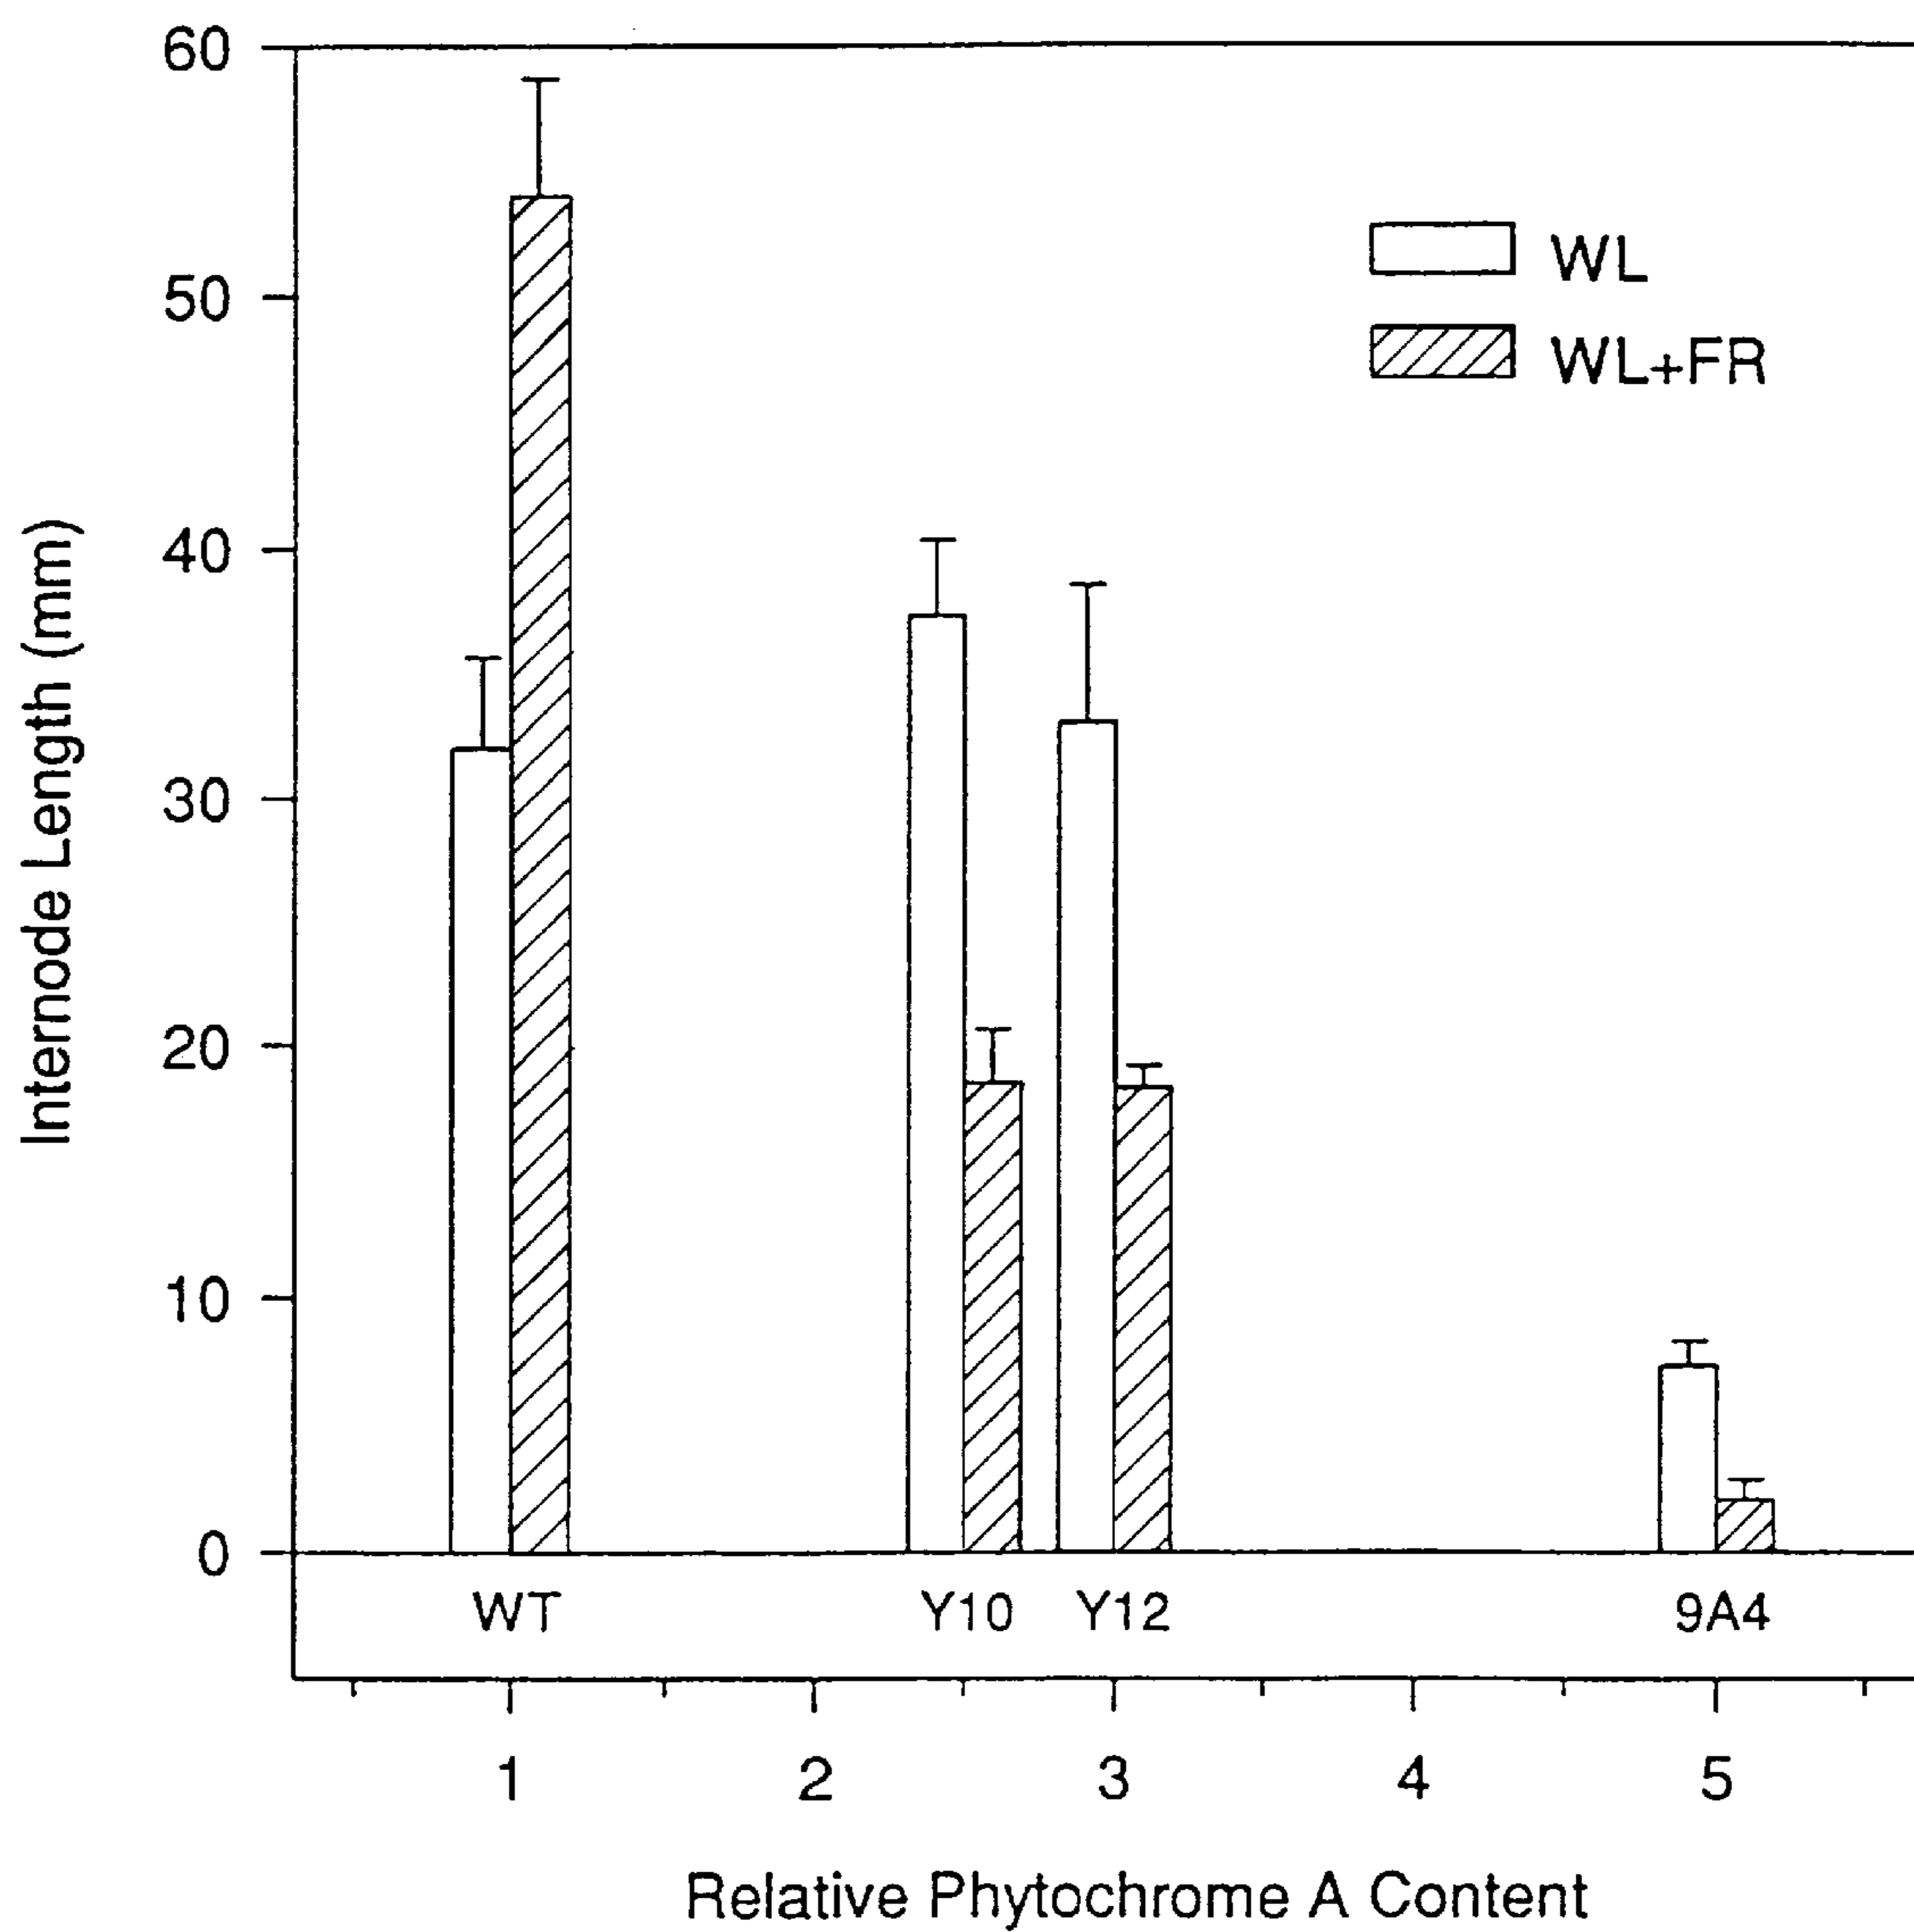 60
50
40
30
20
10
0
Internode Length (mm)
WL
WL+FR
WT Y10 Y12 9A4
1 2 3 4 5
Relative Phytochrome A Content